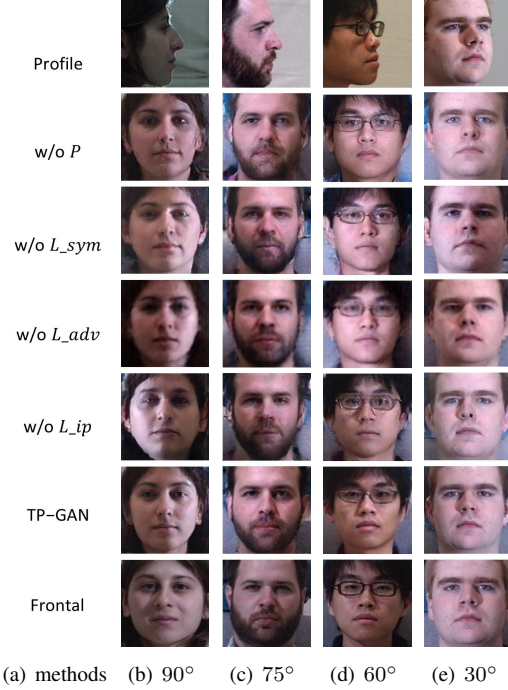 Profile
w/o P
w/o L_sym
w/o L_adv
w/o L_ip
TP-GAN
Frontal
(a) methods (b) 90° (c) 75° (d) 60° (e) 30°